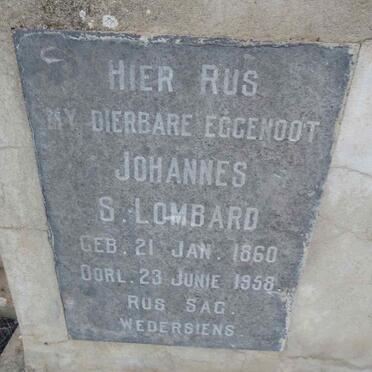 HIER RUS
MY DIERBARE EGGENOOT
JOHANNES
S. LOMBARD
GEB. 21 JAN. 1860
OORL. 23 JUNIE 1958.
RUS SAG.
WEDERSIENS.